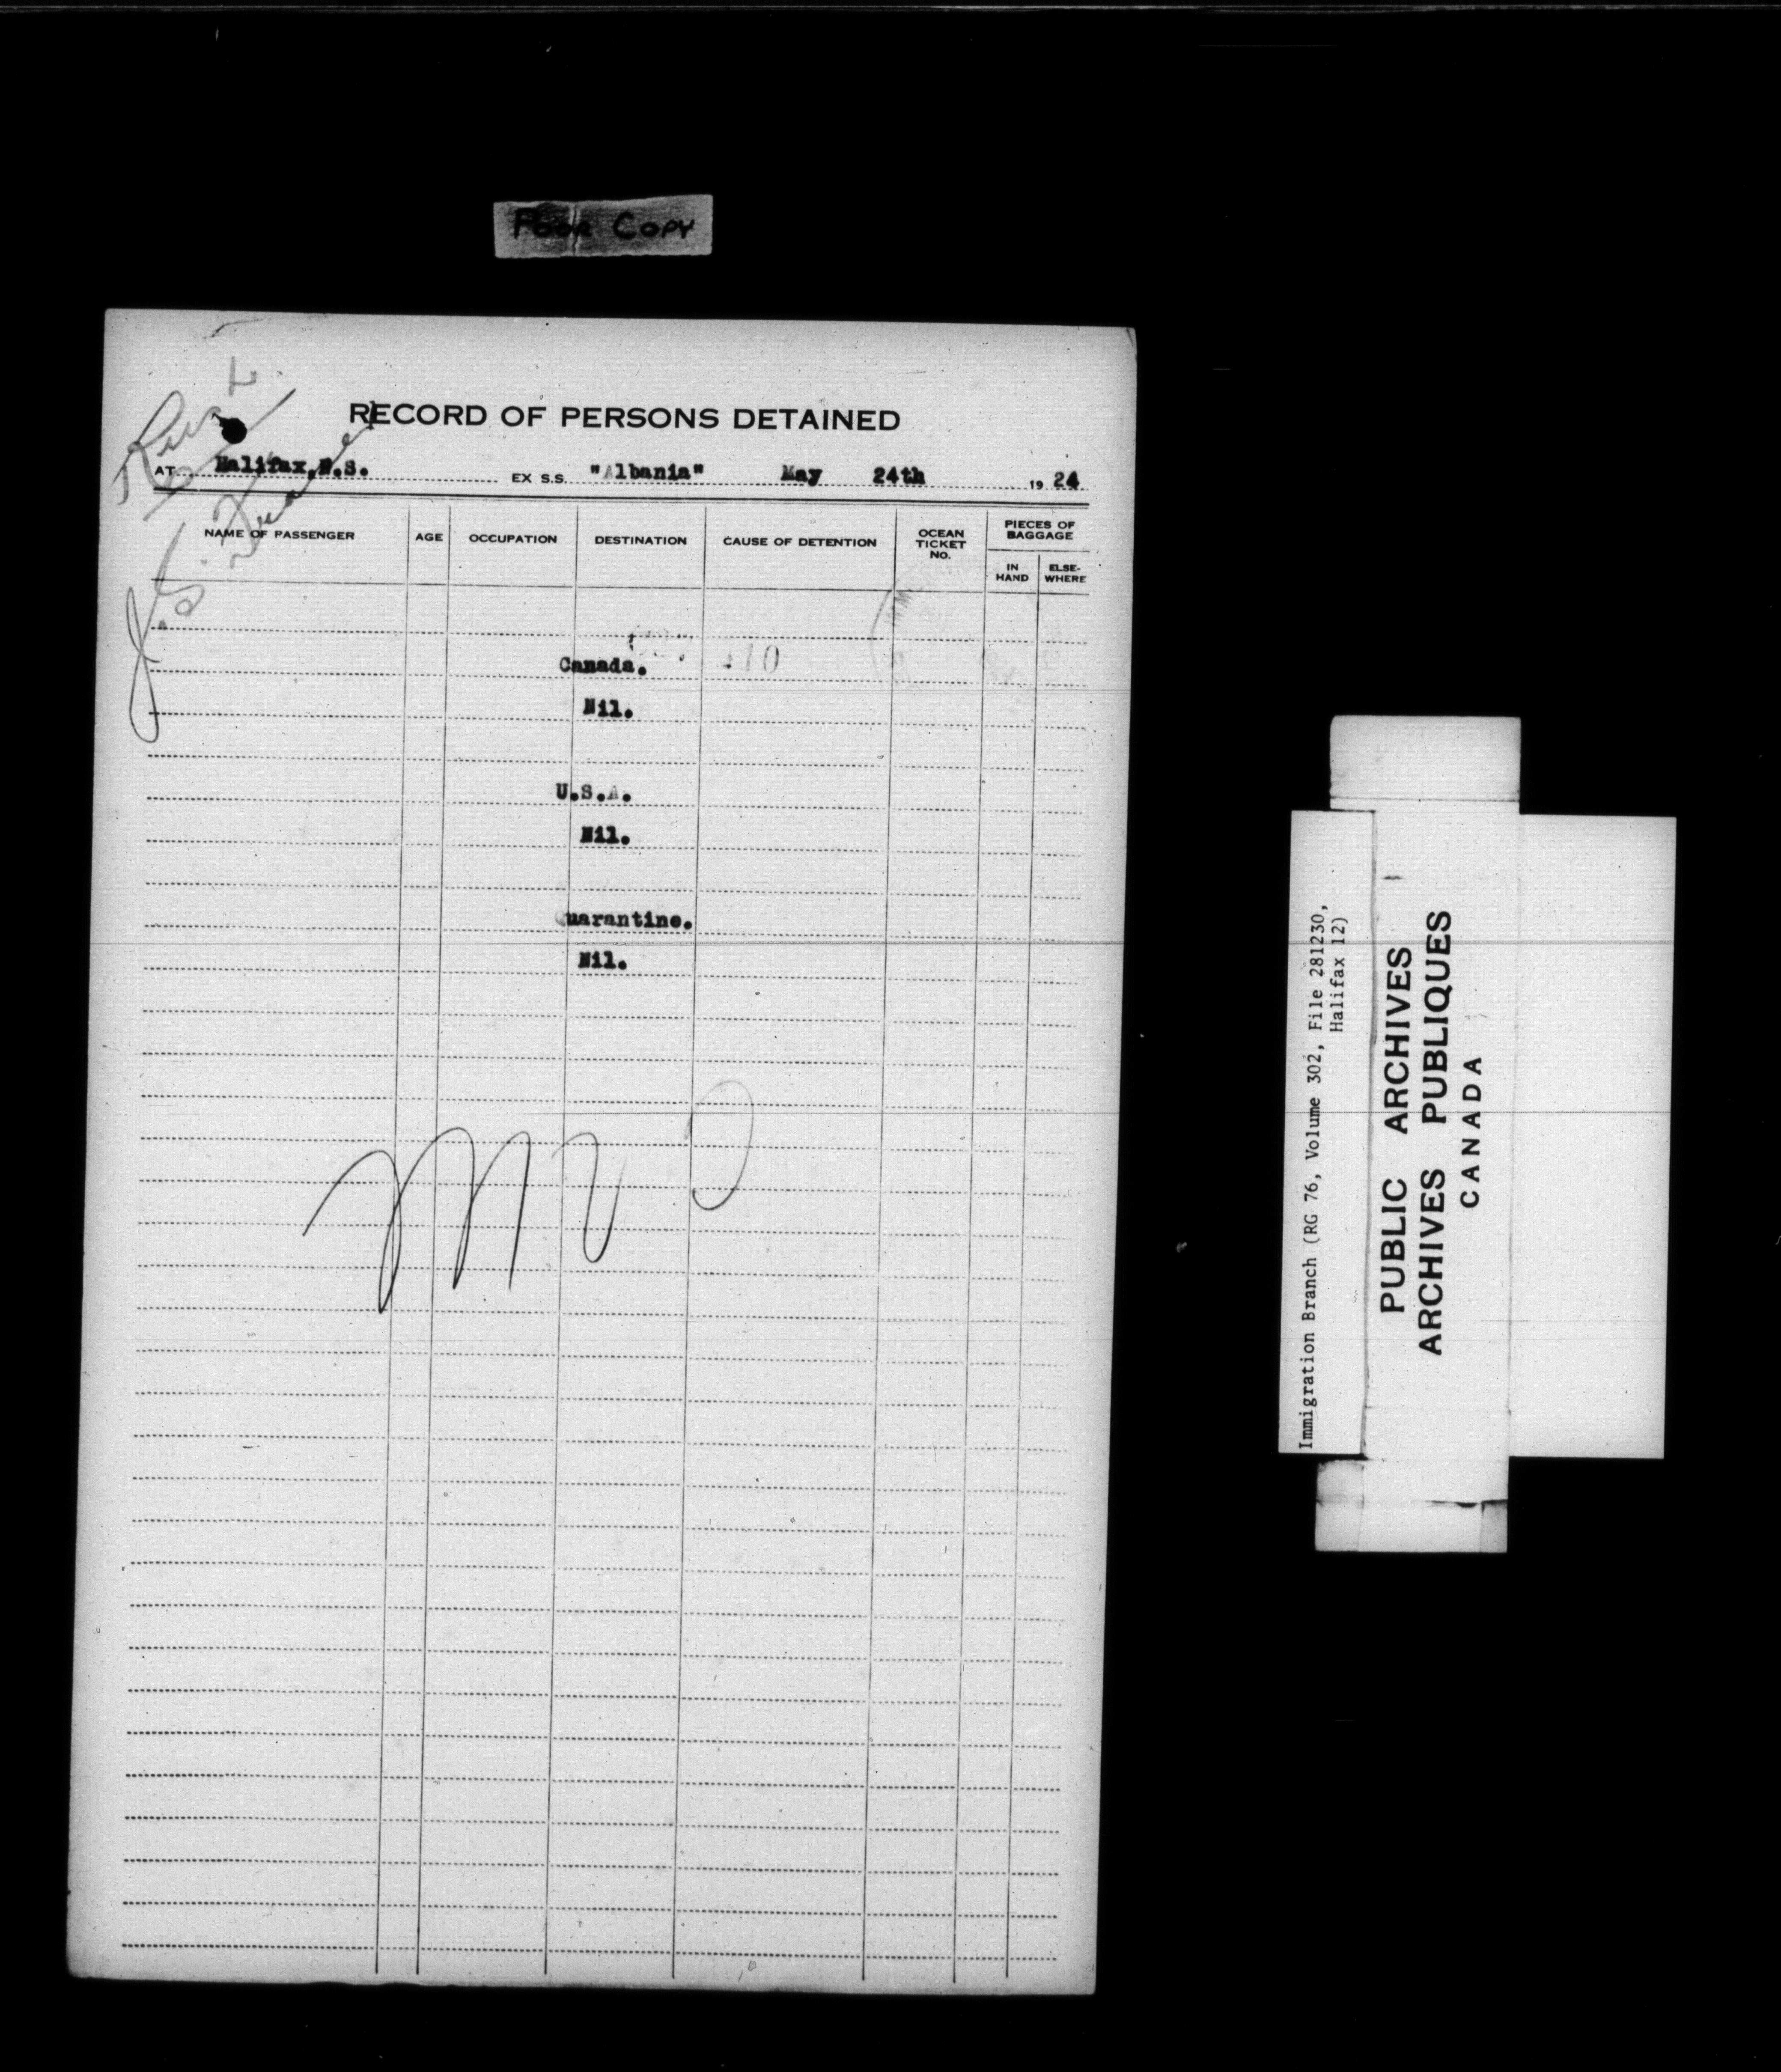 Poor Copy
RECORD OF PERSONS DETAINED
AT Halifax,N.S. EX S.S. "Albania" May 24th 1924
NAME OF PASSENGER AGE OCCUPATION DESTINATION CAUSE OF DETENTION OCEAN TICKET No. PIECES OF BAGGAGE
IN HAND ELSE-WHERE
Canada.
Nil.
U.S.A.
Nil.
Quarantine.
Nil.
Immigration Branch (RG 76, Volume 302, File 281230,
Halifax 12)
PUBLIC ARCHIVES
ARCHIVES PUBLIQUES
CANADA